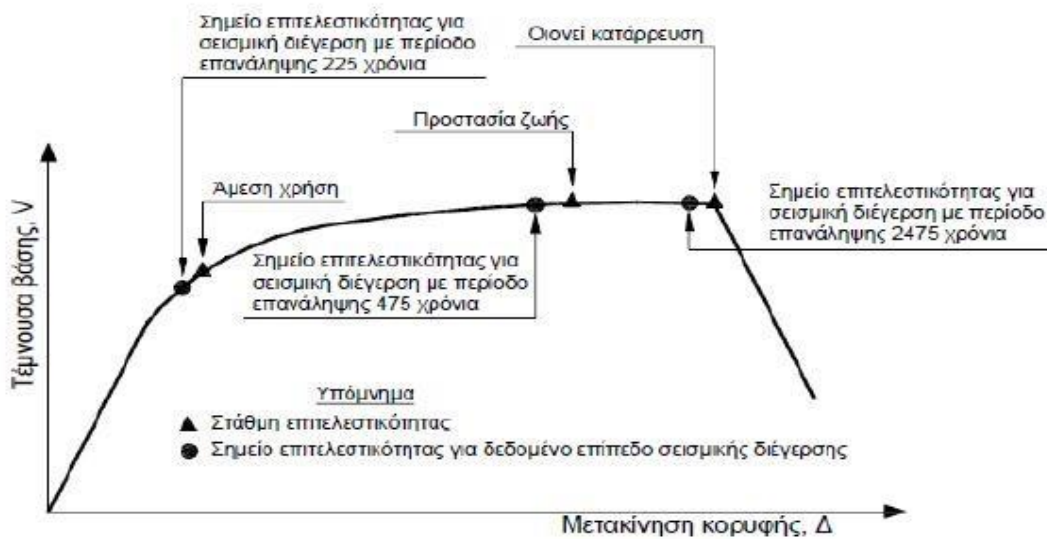 Σημείο επιτελεστικότητας για
σεισμική διέγερση με περίοδο
επανάληψης 225 χρόνια
Οιονεί κατάρρευση
Προστασία ζωής
Άμεση χρήση
Σημείο επιτελεστικότητας για
σεισμική διέγερση με περίοδο
επανάληψης 2475 χρόνια
Σημείο επιτελεστικότητας για
σεισμική διέγερση με περίοδο
επανάληψης 475 χρόνια
Τέμνουσα βάσης, V
Υπόμνημα
Στάθμη επιτελεστικότητας
Σημείο επιτελεστικότητας για δεδομένο επίπεδο σεισμικής διέγερσης
Μετακίνηση κορυφής, Δ